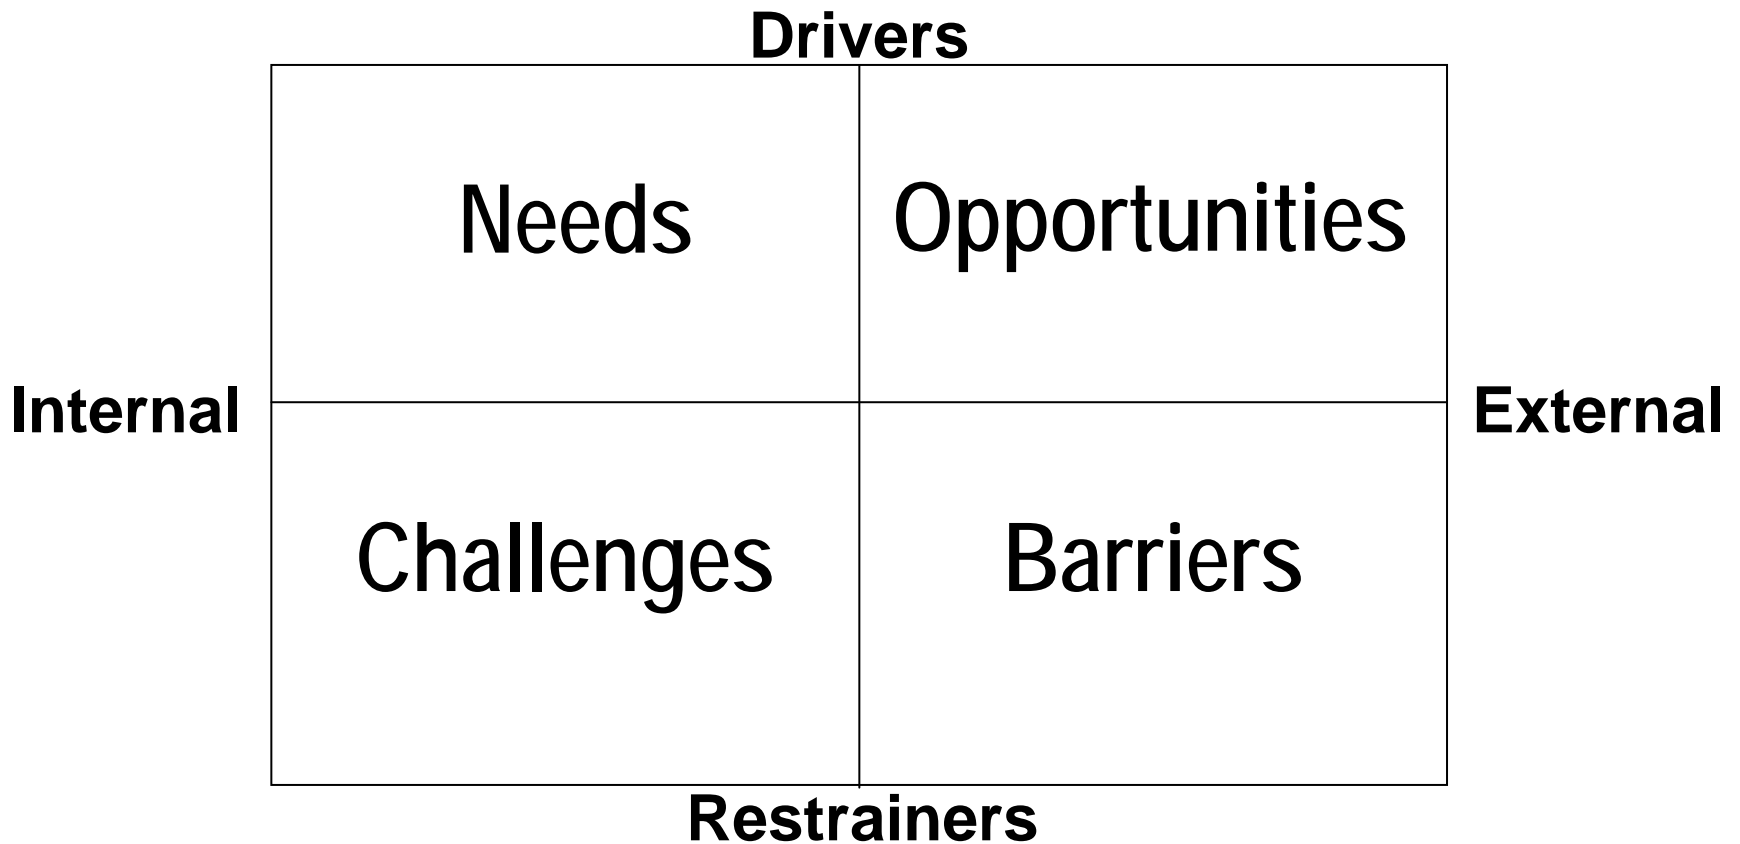 Drivers
Needs
Opportunities
Internal
External
Challenges
Barriers
Restrainers